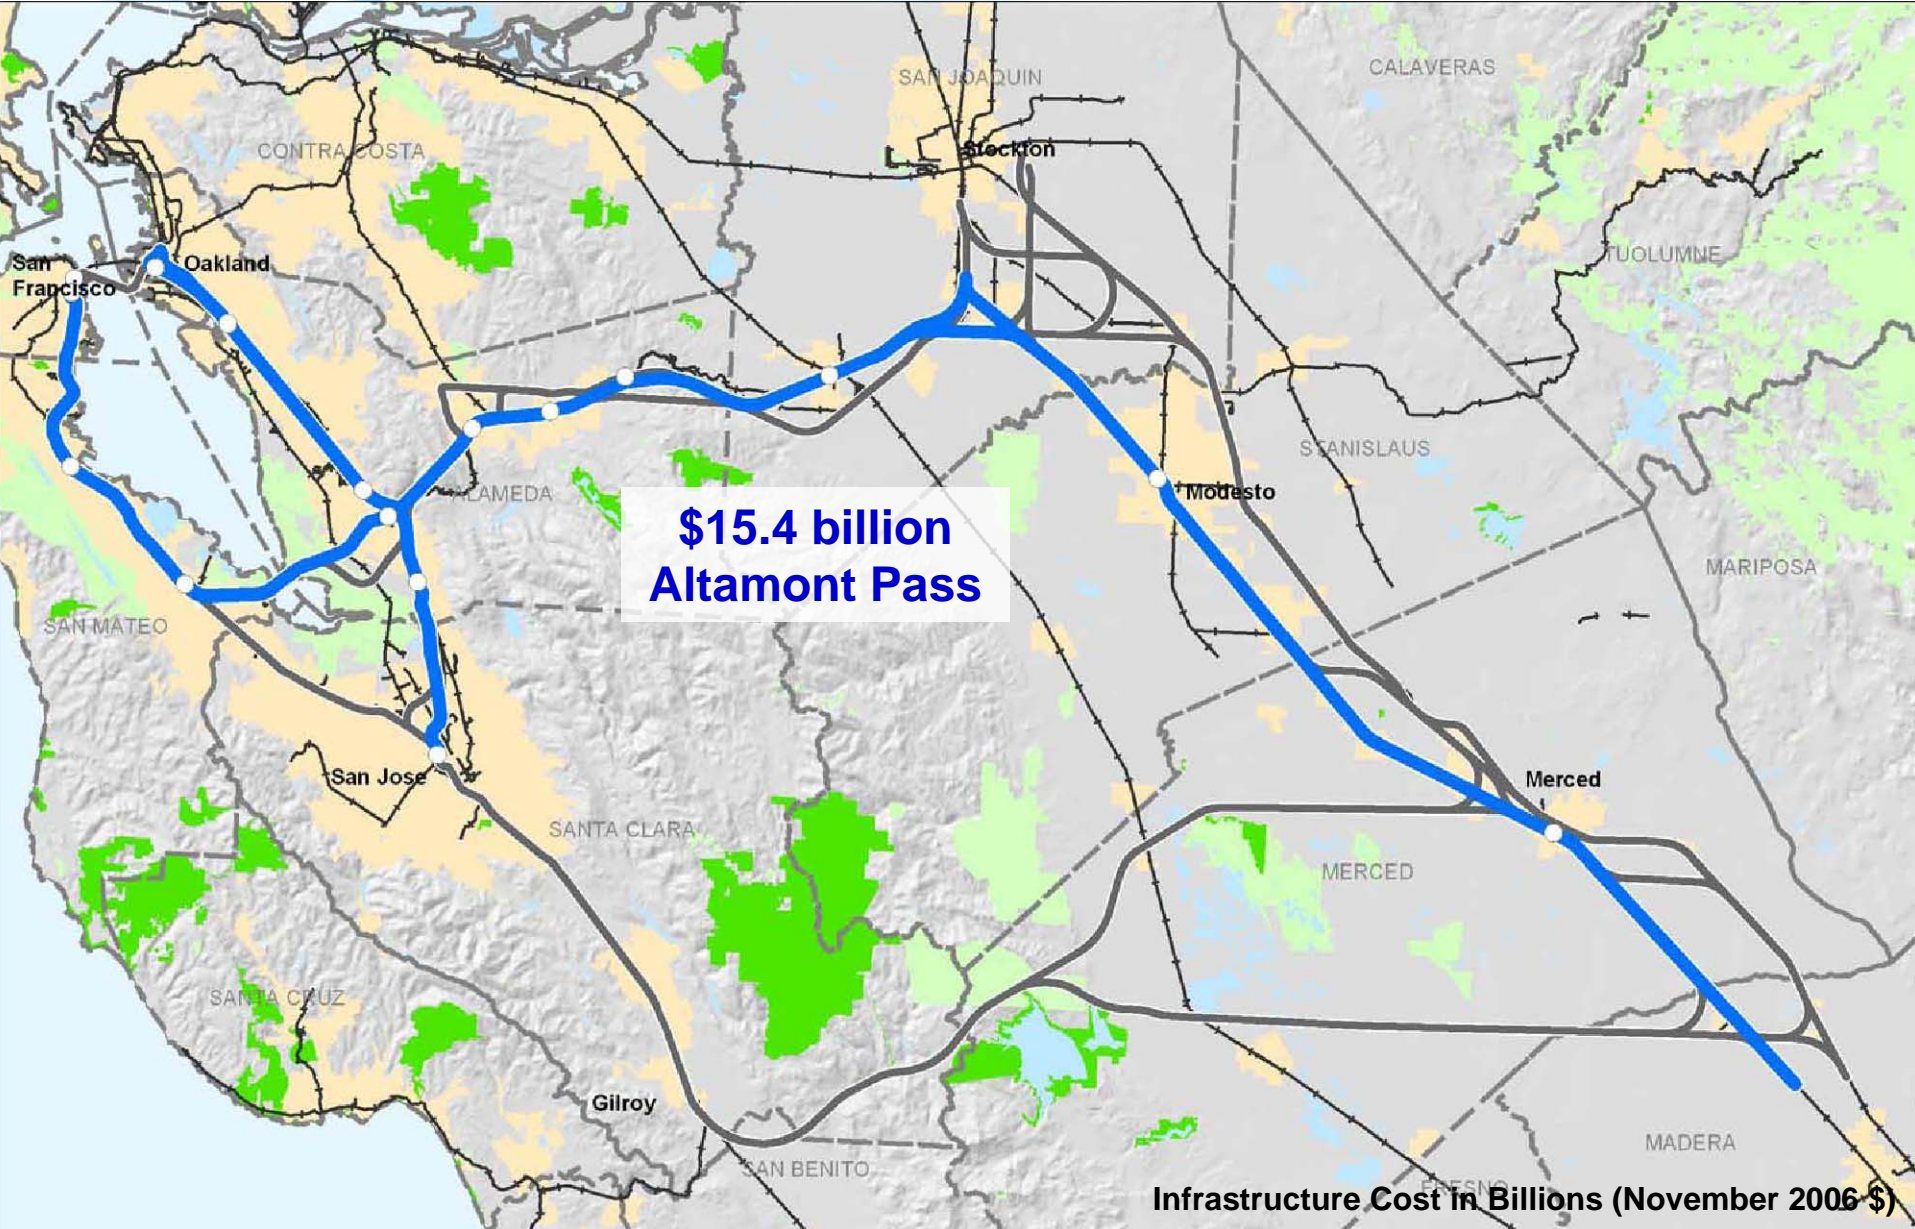 SAN JOAQUIN
CALAVERAS
CONTRA COSTA
Stockton
TUOLUMNE
San
Francisco
Oakland
STANISLAUS
ALAMEDA
Modesto
$15.4 billion
Altamont Pass
MARIPOSA
SAN MATEO
San Jose
Merced
SANTA CLARA
MERCED
SANTA CRUZ
Gilroy
MADERA
SAN BENITO
FRESNO
Infrastructure Cost in Billions (November 2006 $)